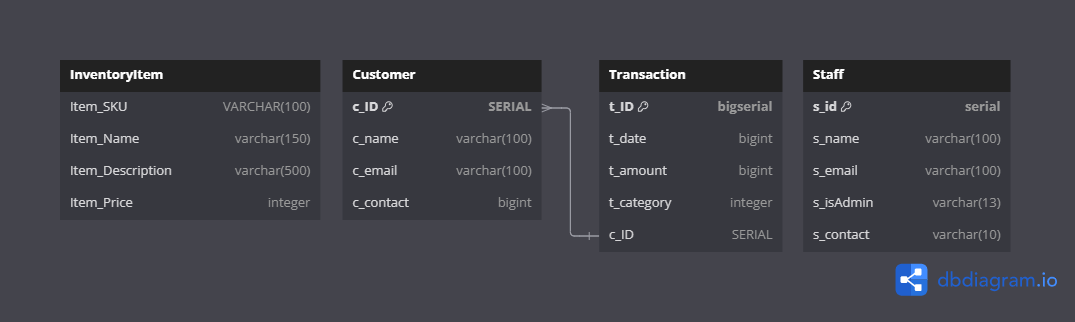 InventoryItem
Item_SKU VARCHAR(100)
Item_Name varchar(150)
Item_Description varchar(500)
Item_Price integer
Customer
c_ID SERIAL
c_name varchar(100)
c_email varchar(100)
c_contact bigint
Transaction
t_ID bigserial
t_date bigint
t_amount bigint
t_category integer
c_ID SERIAL
Staff
s_id serial
s_name varchar(100)
s_email varchar(100)
s_isAdmin varchar(13)
s_contact varchar(10)
dbdiagram.io